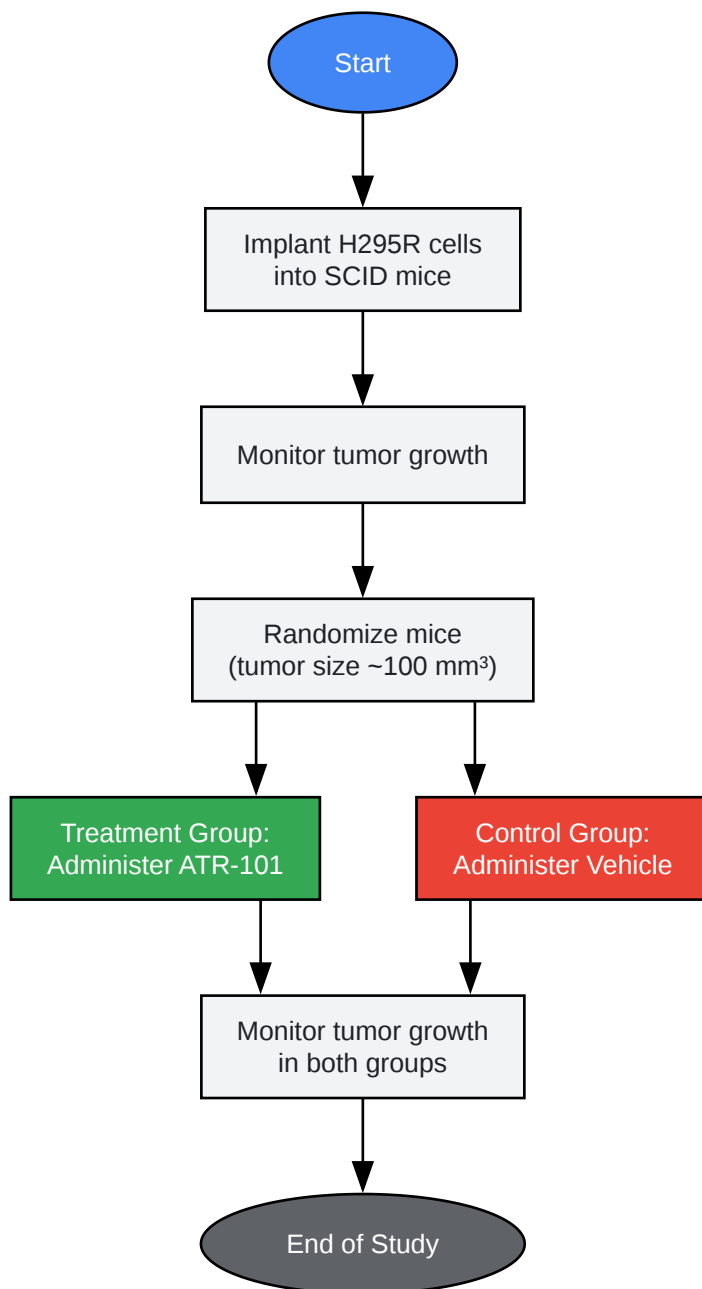 Start
Implant H295R cells
into SCID mice
Monitor tumor growth
Randomize mice
(tumor size ~100 mm³)
Treatment Group:
Administer ATR-101
Control Group:
Administer Vehicle
Monitor tumor growth
in both groups
End of Study